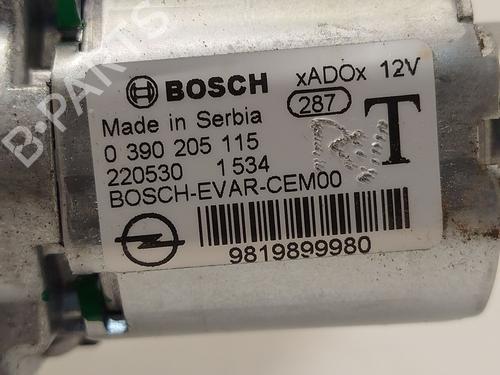 BOSCH xADOx 12V
Made in Serbia 287 T
0 390 205 115
220530 1534
BOSCH-EVAR-CEM00
9819899980
B-PARTS